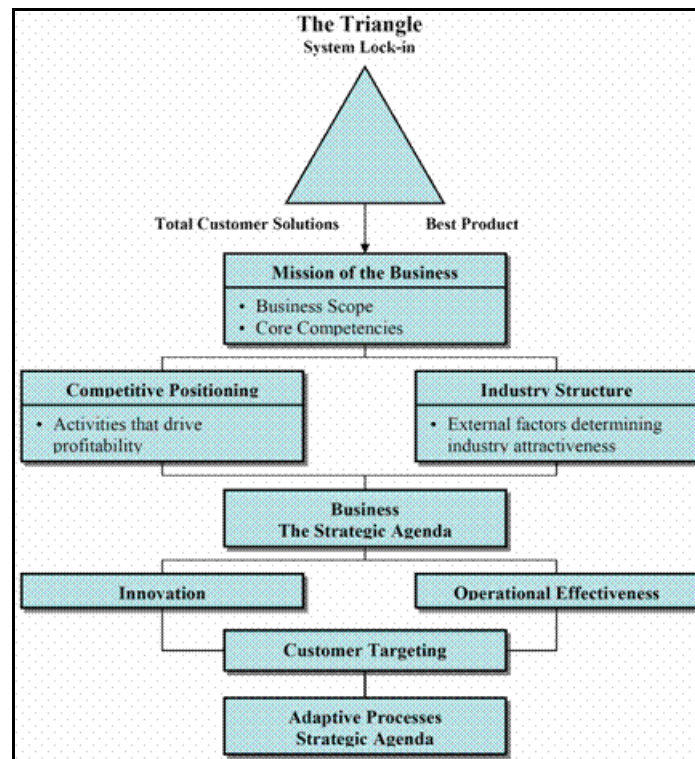 The Triangle
System Lock-in
Total Customer Solutions
Best Product
Mission of the Business
• Business Scope
• Core Competencies
Competitive Positioning
• Activities that drive
profitability
Industry Structure
• External factors determining
industry attractiveness
Business
The Strategic Agenda
Innovation
Operational Effectiveness
Customer Targeting
Adaptive Processes
Strategic Agenda